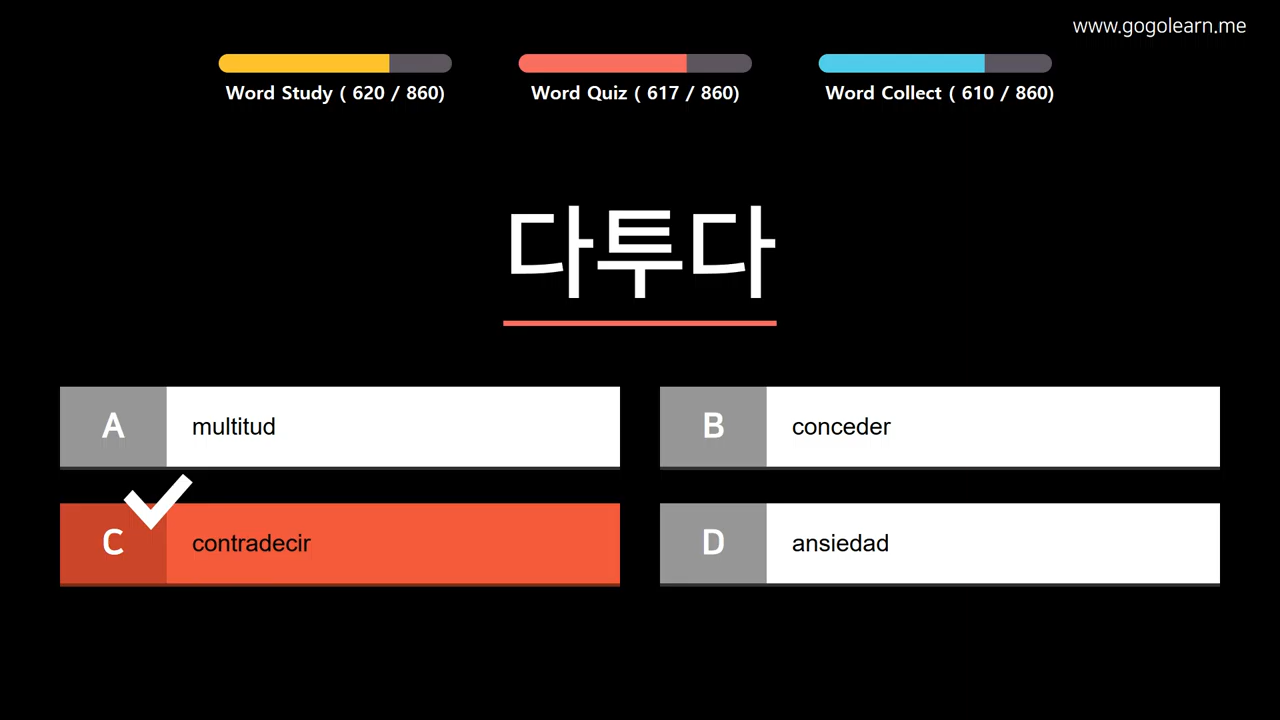 www.gogolearn.me
Word Study ( 620 / 860)
Word Quiz ( 617 / 860)
Word Collect ( 610 / 860)
다투다
A multitud
B conceder
C contradecir
D ansiedad